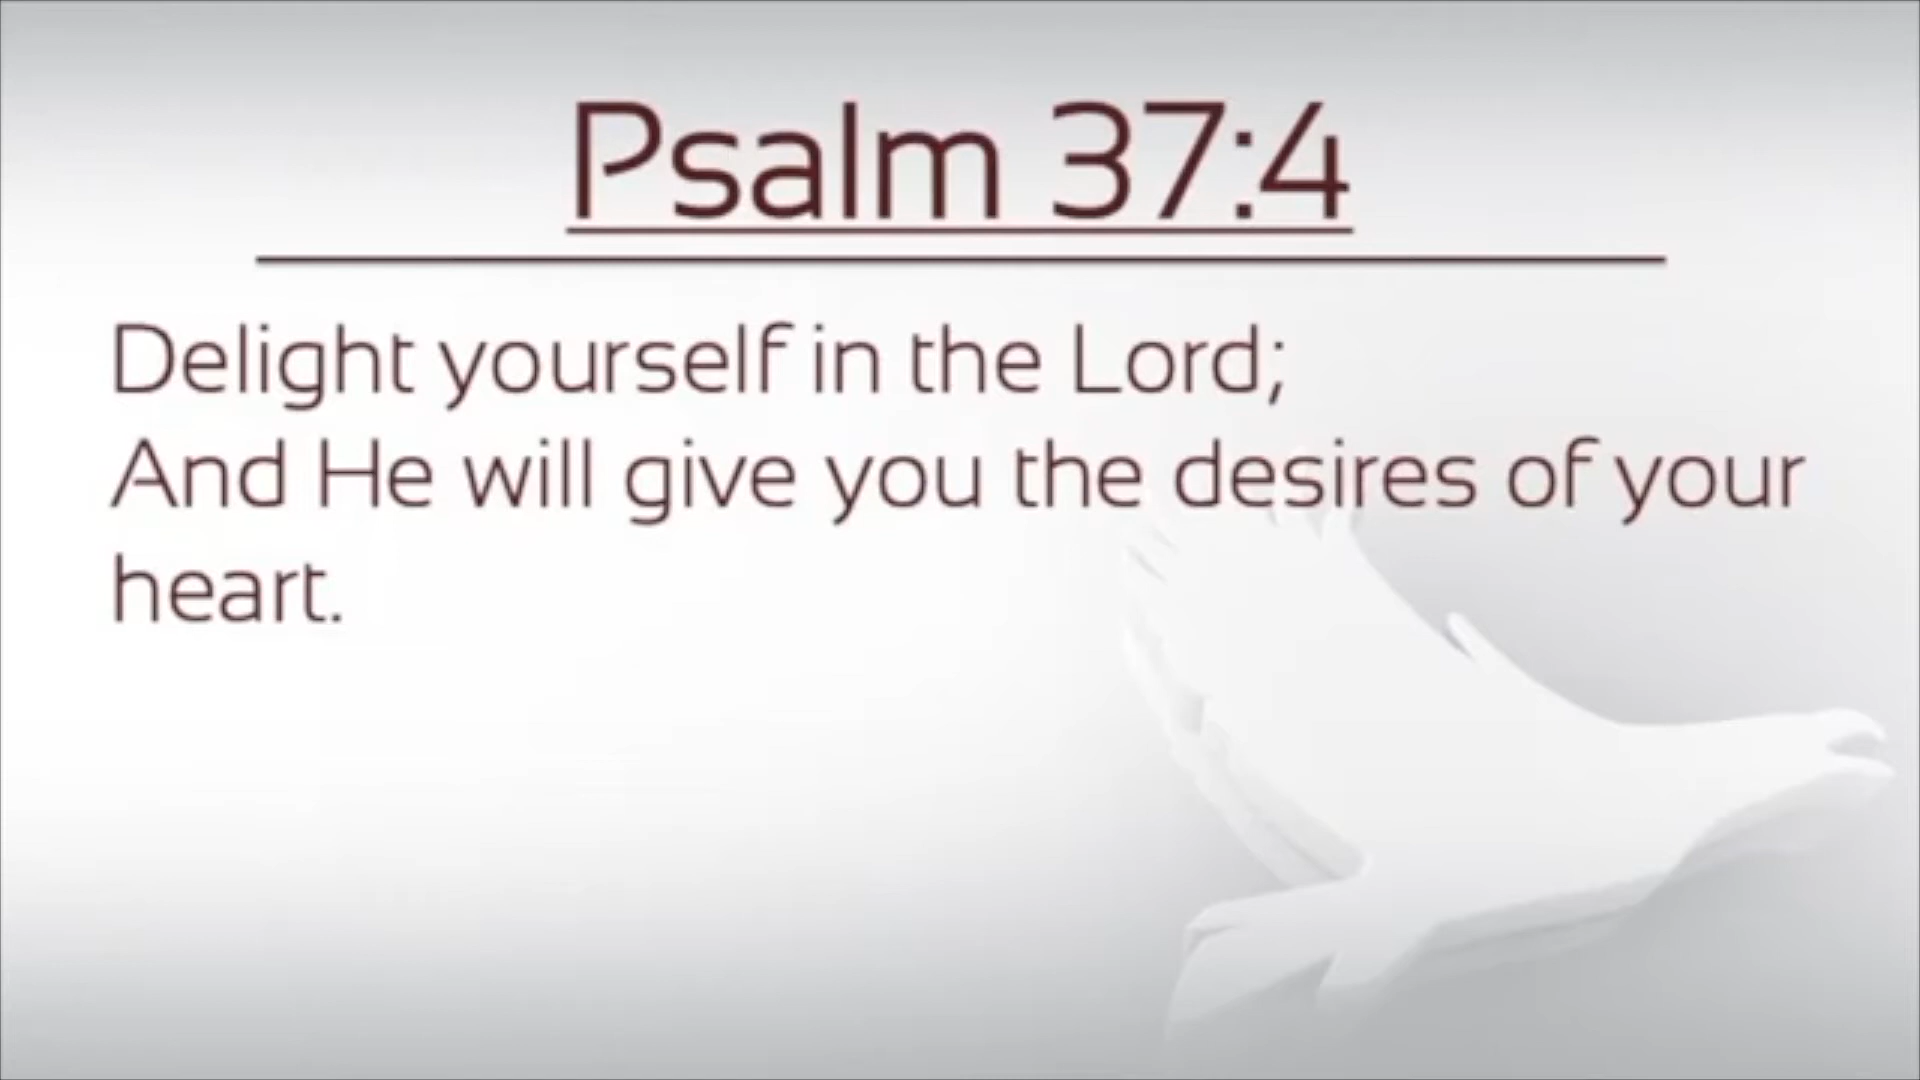 Psalm 37:4
Delight yourself in the Lord;
And He will give you the desires of your
heart.